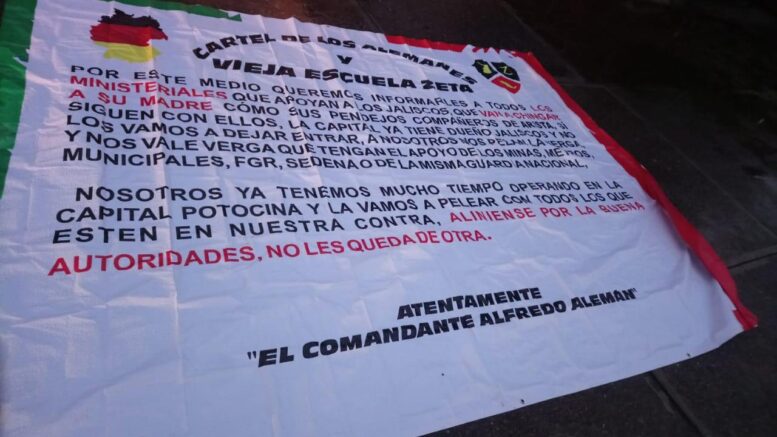 CARTEL DE LOS ALEMANES
Y
VIEJA ESCUELA ZETA
POR ESTE MEDIO QUEREMOS INFORMARLES A TODOS LOS
MINISTERIALES QUE APOYAN A LOS JALISCOS, QUE VAN A CHINGAR
A SU MADRE COMO SUS PENDEJOS COMPAÑEROS DE ARISTA, SI
SIGUEN CON ELLOS, LA CAPITAL YA TIENE DUEÑO JALISCOS Y NO
LOS VAMOS A DEJAR ENTRAR, A NOSOTROS NOS PELAN LA VERGA,
Y NOS VALE VERGA QUE TENGAN EL APOYO DE LOS MINAS, METROS,
MUNICIPALES, FGR, SEDENA O DE LA MISMA GUARDIA NACIONAL,
NOSOTROS YA TENEMOS MUCHO TIEMPO OPERANDO EN LA
CAPITAL POTOCINA Y LA VAMOS A PELEAR CON TODOS LOS QUE
ESTEN EN NUESTRA CONTRA, ALINIENSE POR LA BUENA
AUTORIDADES, NO LES QUEDA DE OTRA.
ATENTAMENTE
"EL COMANDANTE ALFREDO ALEMÁN"